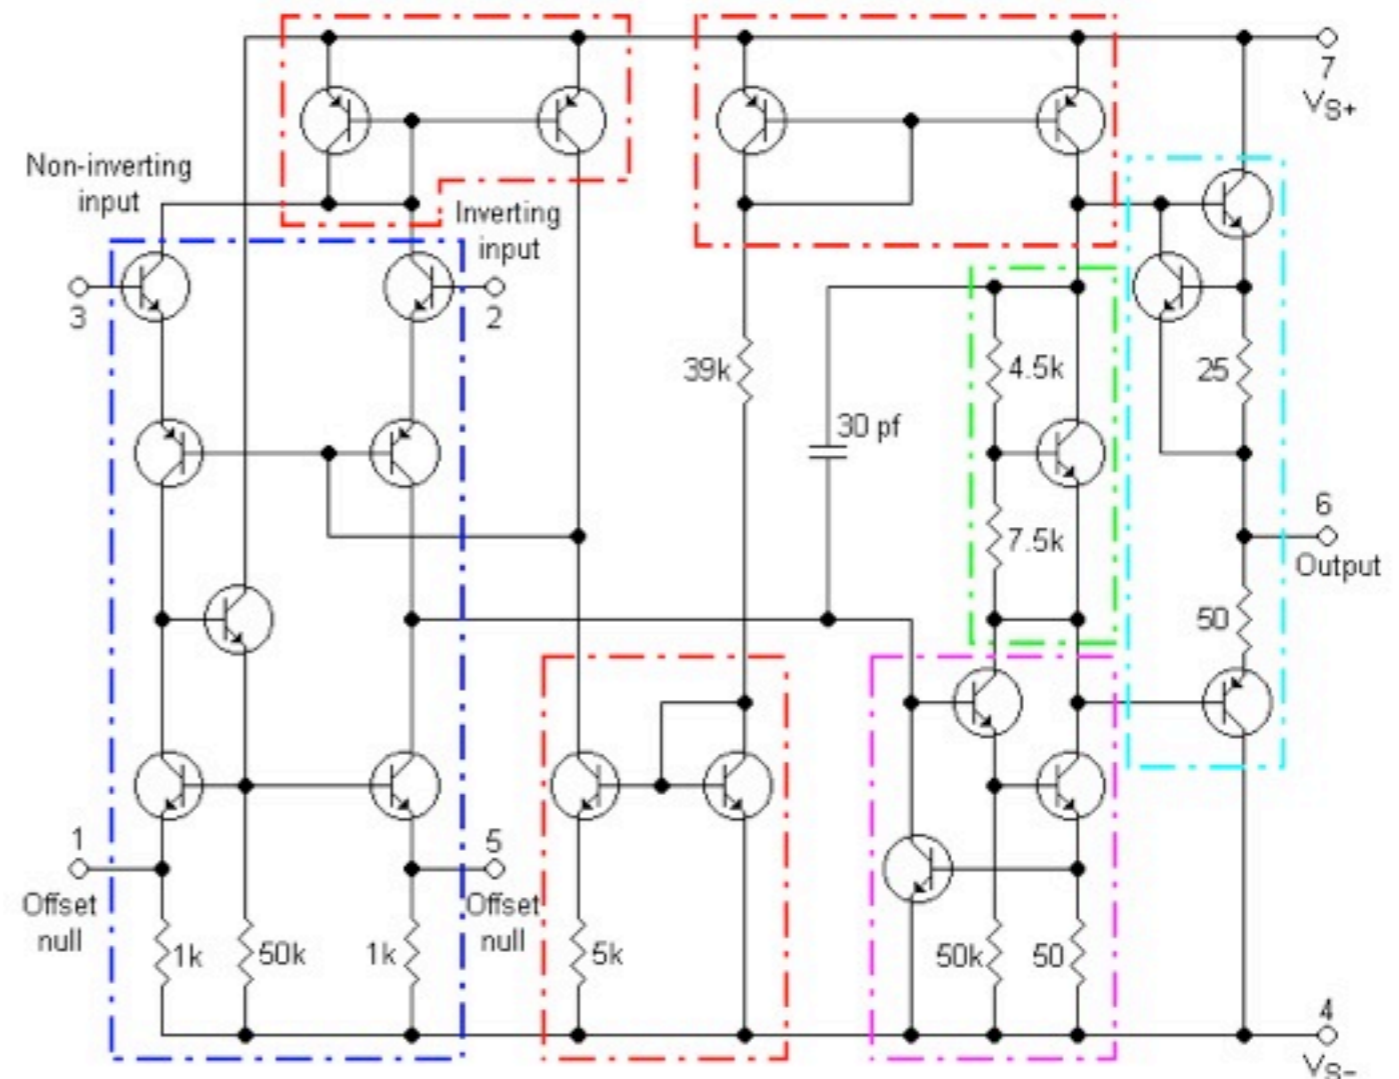 7
VS+
Non-inverting
input
Inverting
input
3
2
39k
4.5k
25
30 pf
7.5k
6
Output
50
1
5
Offset
null
Offset
null
1k
50k
1k
5k
50k
50
4
VS-